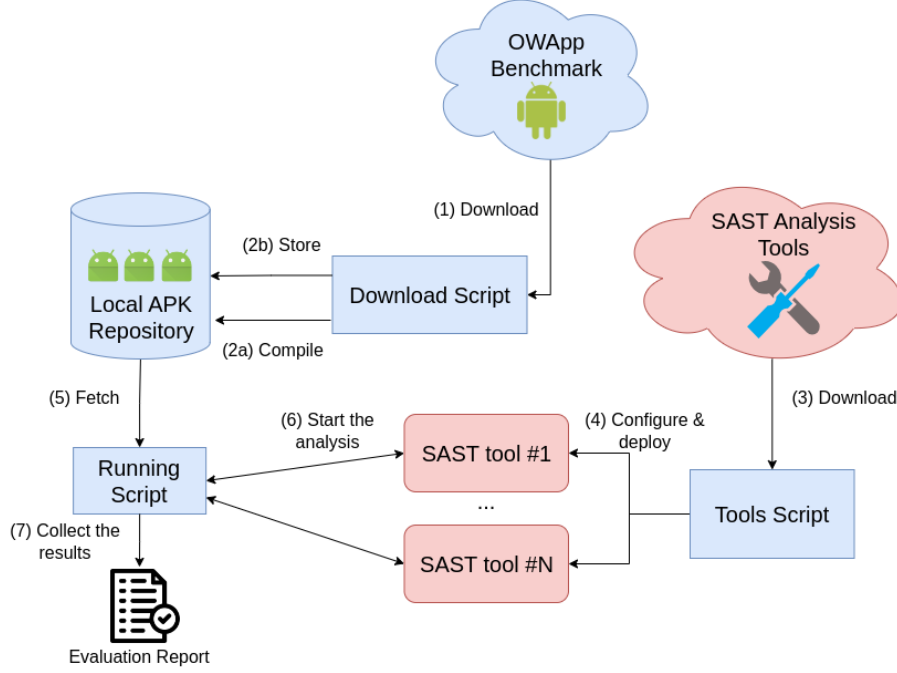 OWApp
Benchmark
(1) Download
SAST Analysis
Tools
(2b) Store
Download Script
Local APK
Repository
(2a) Compile
(5) Fetch
(3) Download
(6) Start the
analysis
(4) Configure &
deploy
SAST tool #1
Running
Script
...
Tools Script
(7) Collect the
results
SAST tool #N
Evaluation Report